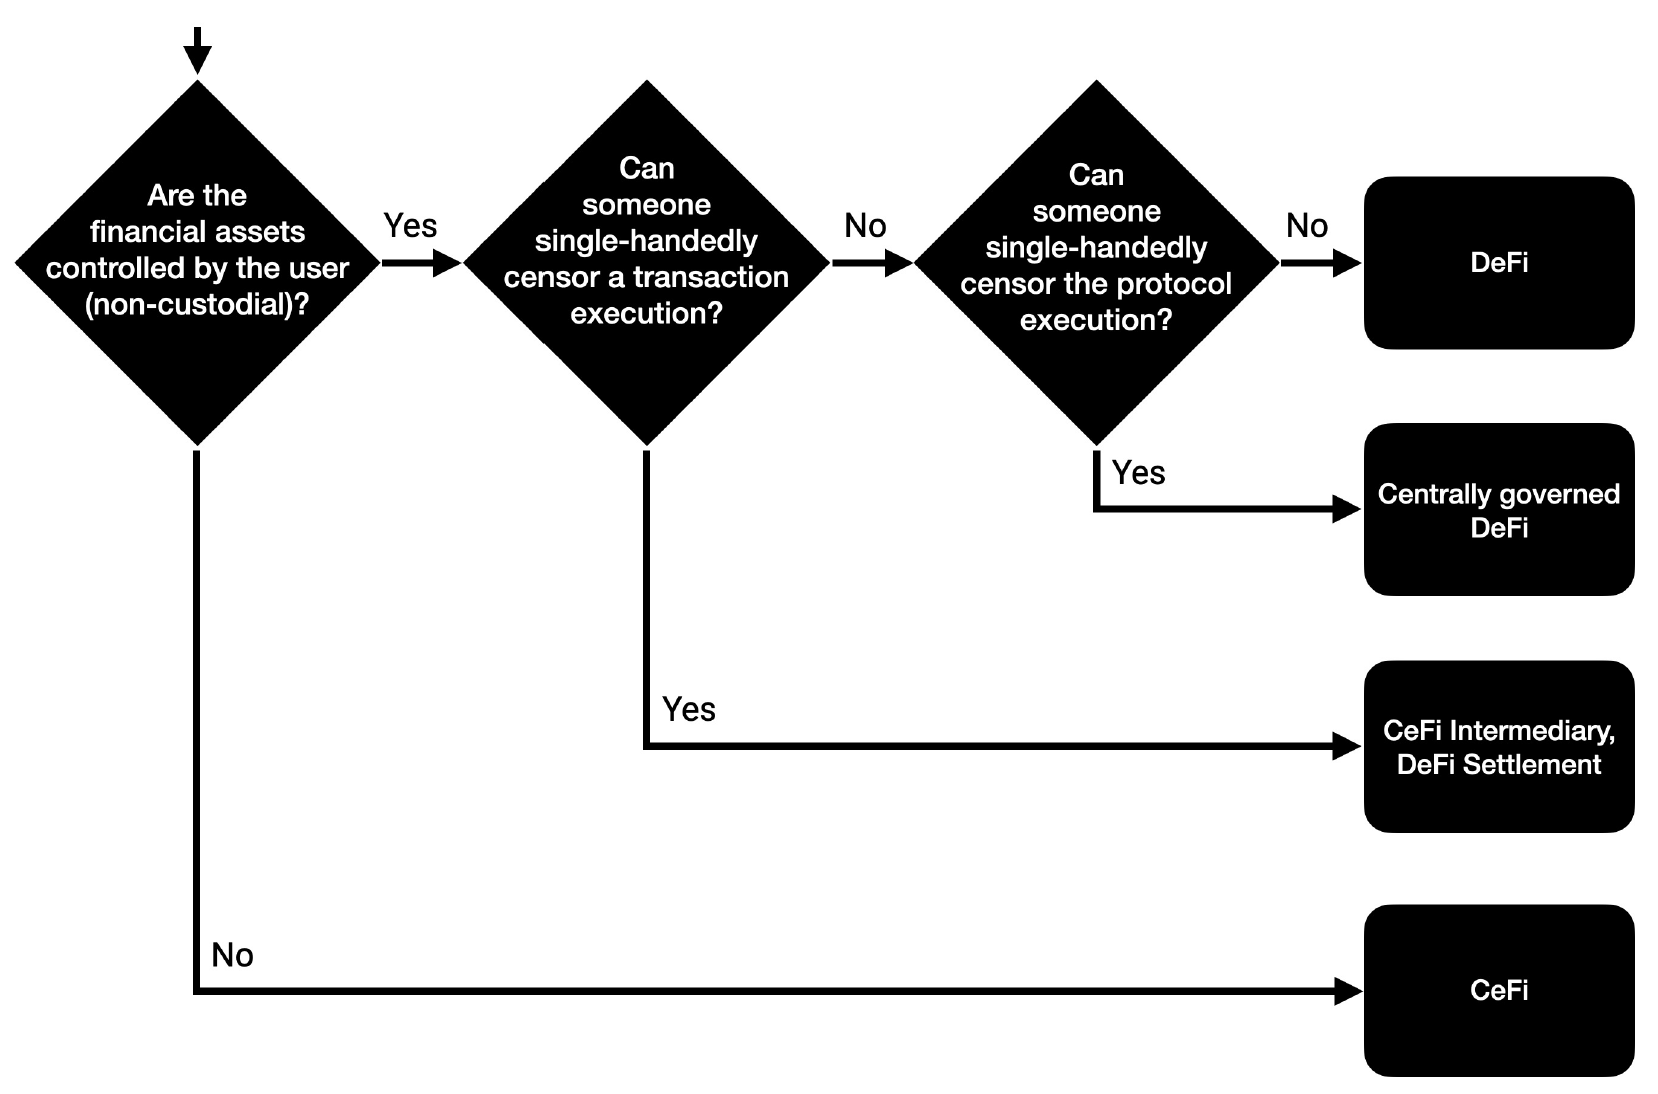 Are the
financial assets
controlled by the user
(non-custodial)?
Yes
Can
someone
single-handedly
censor a transaction
execution?
No
Can
someone
single-handedly
censor the protocol
execution?
No
DeFi
Yes
Centrally governed
DeFi
Yes
CeFi Intermediary,
DeFi Settlement
No
CeFi